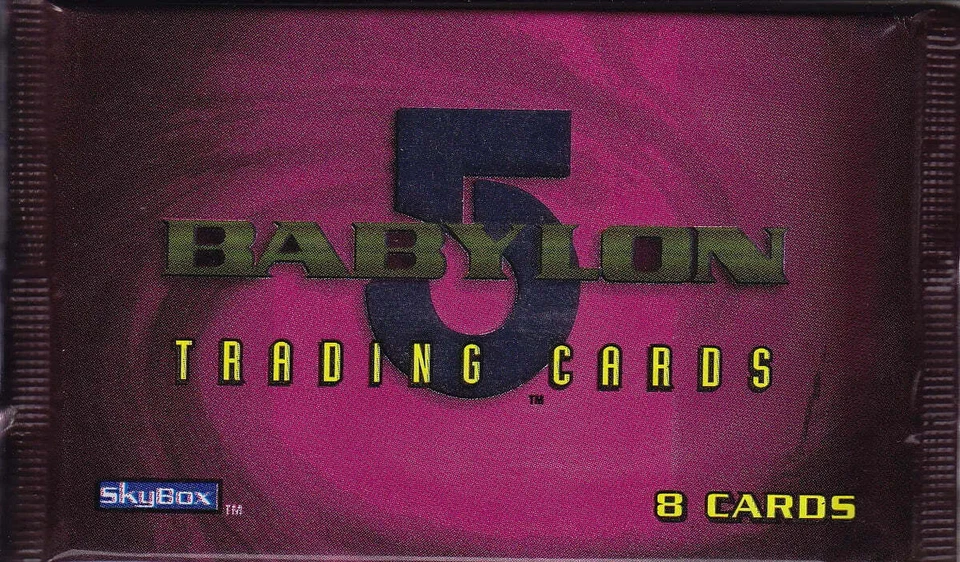 5
BABYLON
TRADING CARDS
TM
SkyBox TM
8 CARDS